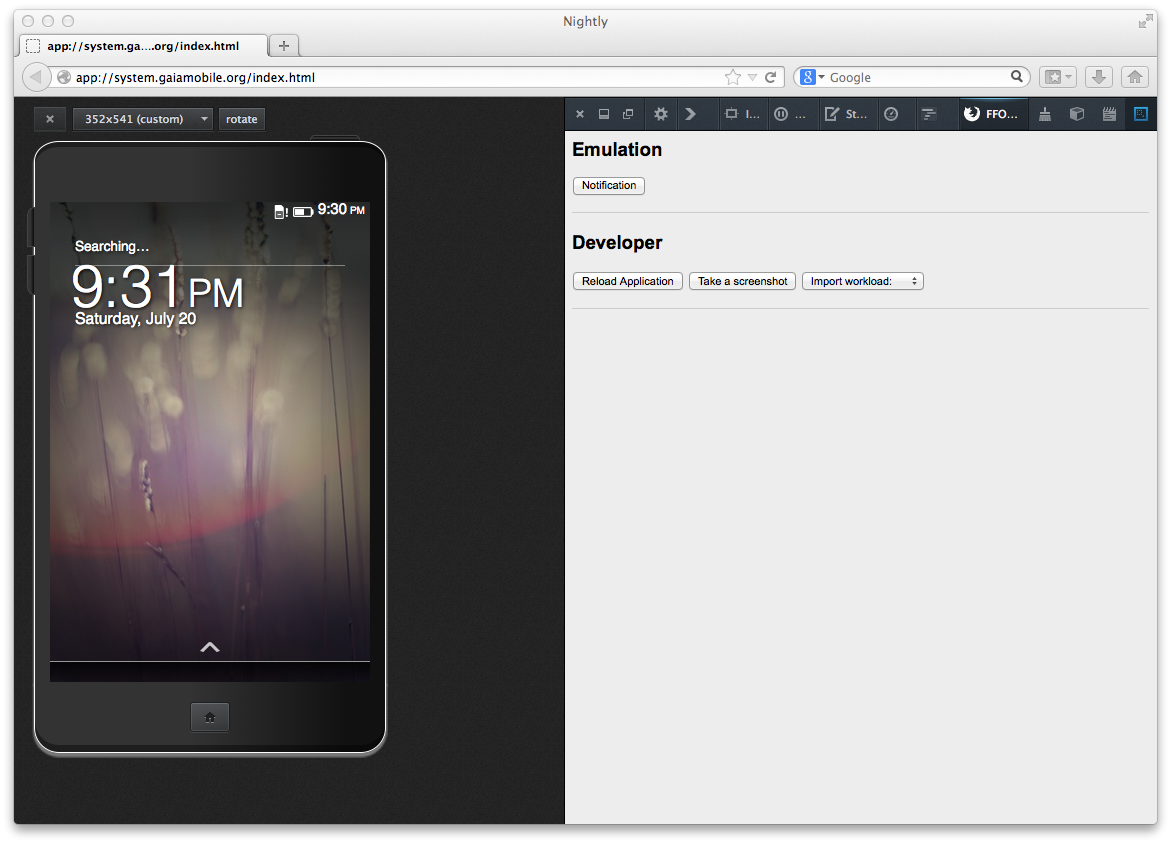 Nightly
app://system.ga....org/index.html
app://system.gaiamobile.org/index.html
Google
352x541 (custom)
rotate
I...
...
St...
FFO...
9:30 PM
Searching...
9:31 PM
Saturday, July 20
Emulation
Notification
Developer
Reload Application
Take a screenshot
Import workload: